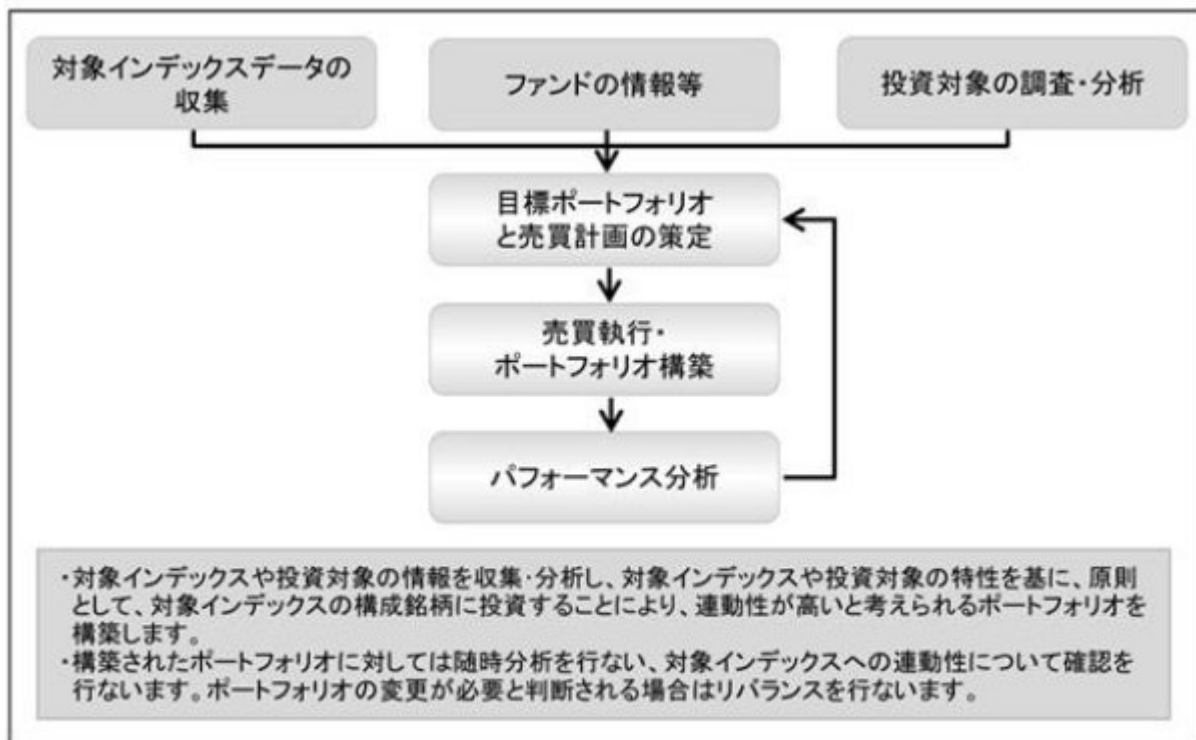 対象インデックスデータの
収集
ファンドの情報等
投資対象の調査・分析
目標ポートフォリオ
と売買計画の策定
売買執行・
ポートフォリオ構築
パフォーマンス分析
・対象インデックスや投資対象の情報を収集・分析し、対象インデックスや投資対象の特性を基に、原則
として、対象インデックスの構成銘柄に投資することにより、連動性が高いと考えられるポートフォリオを
構築します。
・構築されたポートフォリオに対しては随時分析を行ない、対象インデックスへの連動性について確認を
行ないます。ポートフォリオの変更が必要と判断される場合はリバランスを行ないます。